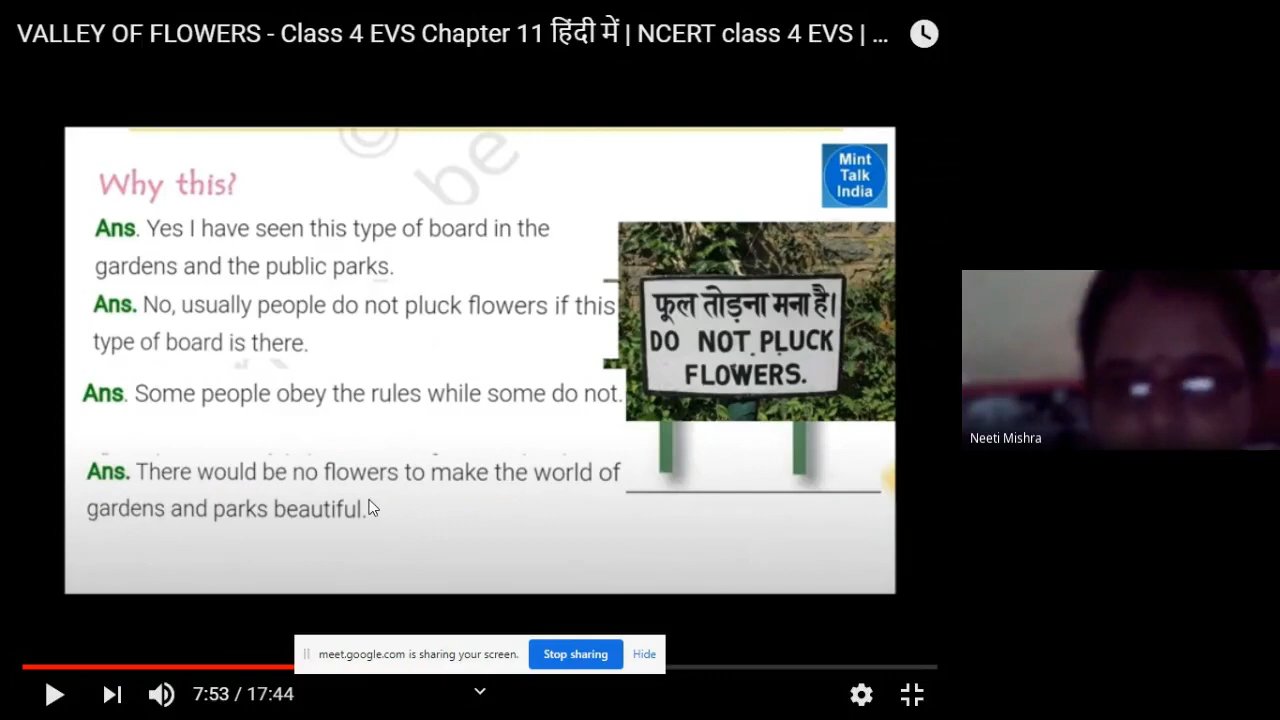 VALLEY OF FLOWERS - Class 4 EVS Chapter 11 हिंदी में | NCERT class 4 EVS | ...
be
Why this?
Mint
Talk
India
Ans. Yes I have seen this type of board in the
gardens and the public parks.
Ans. No, usually people do not pluck flowers if this
type of board is there.
फूल तोड़ना मना है।
DO NOT PLUCK
FLOWERS.
Ans. Some people obey the rules while some do not.
Ans. There would be no flowers to make the world of
gardens and parks beautiful.
Neeti Mishra
meet.google.com is sharing your screen.
Stop sharing
Hide
7:53 / 17:44